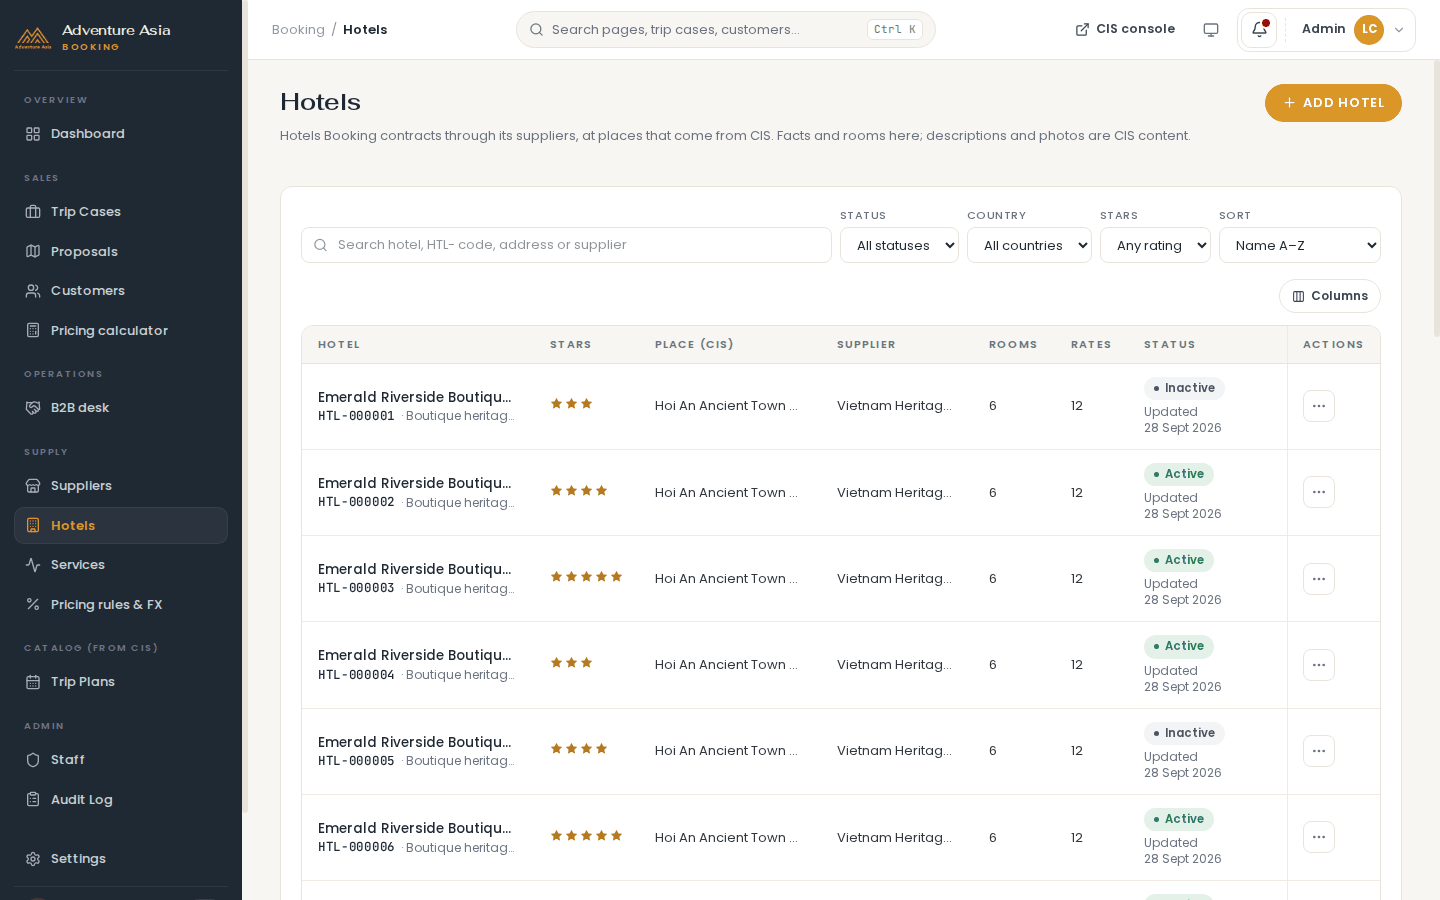 Adventure Asia
BOOKING
Adventure Asia
OVERVIEW
Dashboard
SALES
Trip Cases
Proposals
Customers
Pricing calculator
OPERATIONS
B2B desk
SUPPLY
Suppliers
Hotels
Services
Pricing rules & FX
CATALOG (FROM CIS)
Trip Plans
ADMIN
Staff
Audit Log
Settings
Booking / Hotels
Search pages, trip cases, customers...
Ctrl K
CIS console
Admin
LC
Hotels
ADD HOTEL
Hotels Booking contracts through its suppliers, at places that come from CIS. Facts and rooms here; descriptions and photos are CIS content.
STATUS COUNTRY STARS SORT
Search hotel, HTL- code, address or supplier
All statuses All countries Any rating Name A–Z
Columns
HOTEL STARS PLACE (CIS) SUPPLIER ROOMS RATES STATUS ACTIONS
Emerald Riverside Boutiqu...
HTL-000001 · Boutique heritag...
Hoi An Ancient Town ... Vietnam Heritag... 6 12
Inactive
Updated
28 Sept 2026
Emerald Riverside Boutiqu...
HTL-000002 · Boutique heritag...
Hoi An Ancient Town ... Vietnam Heritag... 6 12
Active
Updated
28 Sept 2026
Emerald Riverside Boutiqu...
HTL-000003 · Boutique heritag...
Hoi An Ancient Town ... Vietnam Heritag... 6 12
Active
Updated
28 Sept 2026
Emerald Riverside Boutiqu...
HTL-000004 · Boutique heritag...
Hoi An Ancient Town ... Vietnam Heritag... 6 12
Active
Updated
28 Sept 2026
Emerald Riverside Boutiqu...
HTL-000005 · Boutique heritag...
Hoi An Ancient Town ... Vietnam Heritag... 6 12
Inactive
Updated
28 Sept 2026
Emerald Riverside Boutiqu...
HTL-000006 · Boutique heritag...
Hoi An Ancient Town ... Vietnam Heritag... 6 12
Active
Updated
28 Sept 2026